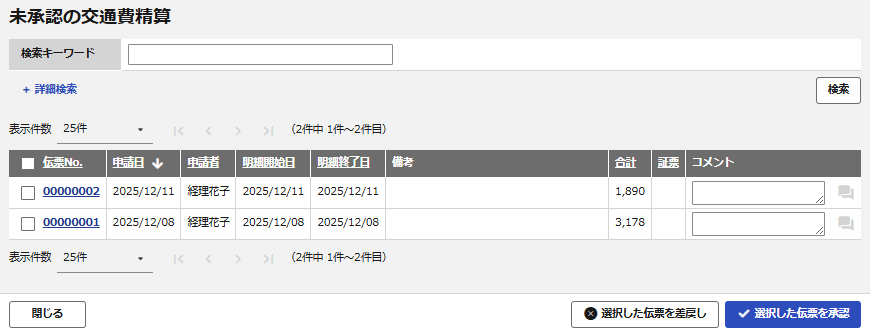 未承認の交通費精算
検索キーワード
+ 詳細検索
検索
表示件数 25件 (2件中 1件～2件目)
伝票No. 申請日 申請者 明細開始日 明細終了日 備考 合計 証票 コメント
00000002 2025/12/11 経理花子 2025/12/11 2025/12/11 1,890
00000001 2025/12/08 経理花子 2025/12/08 2025/12/08 3,178
表示件数 25件 (2件中 1件～2件目)
閉じる 選択した伝票を差戻し 選択した伝票を承認